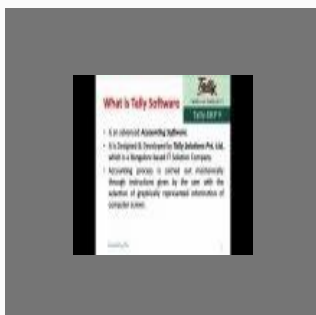 Tally
What is Tally Software
Tally ERP 9
• Is an advanced Accounting Software.
• It is Designed & Developed by Tally Solutions Pvt. Ltd.
which is a Bangalore based IT Solution Company
• Accounting process is carried out mechanically
through instructions given by the user with the
selection of graphically represented information of
computer screen.